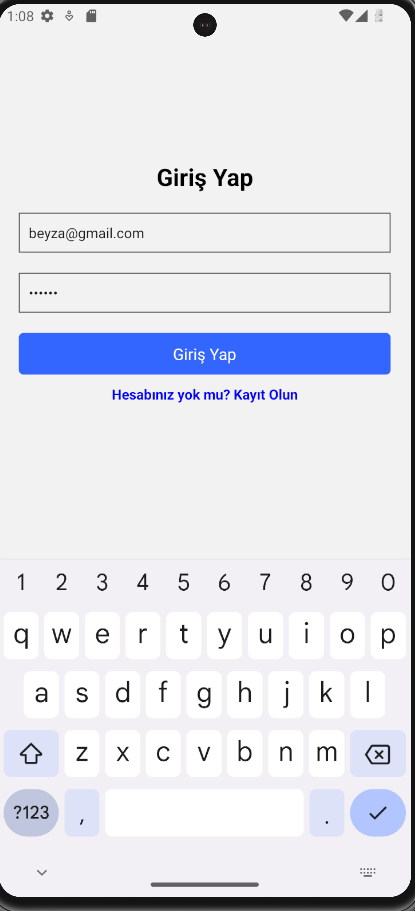 1:08
Giriş Yap
beyza@gmail.com
••••••
Giriş Yap
Hesabınız yok mu? Kayıt Olun
1 2 3 4 5 6 7 8 9 0
q w e r t y u i o p
a s d f g h j k l
z x c v b n m
?123 , .